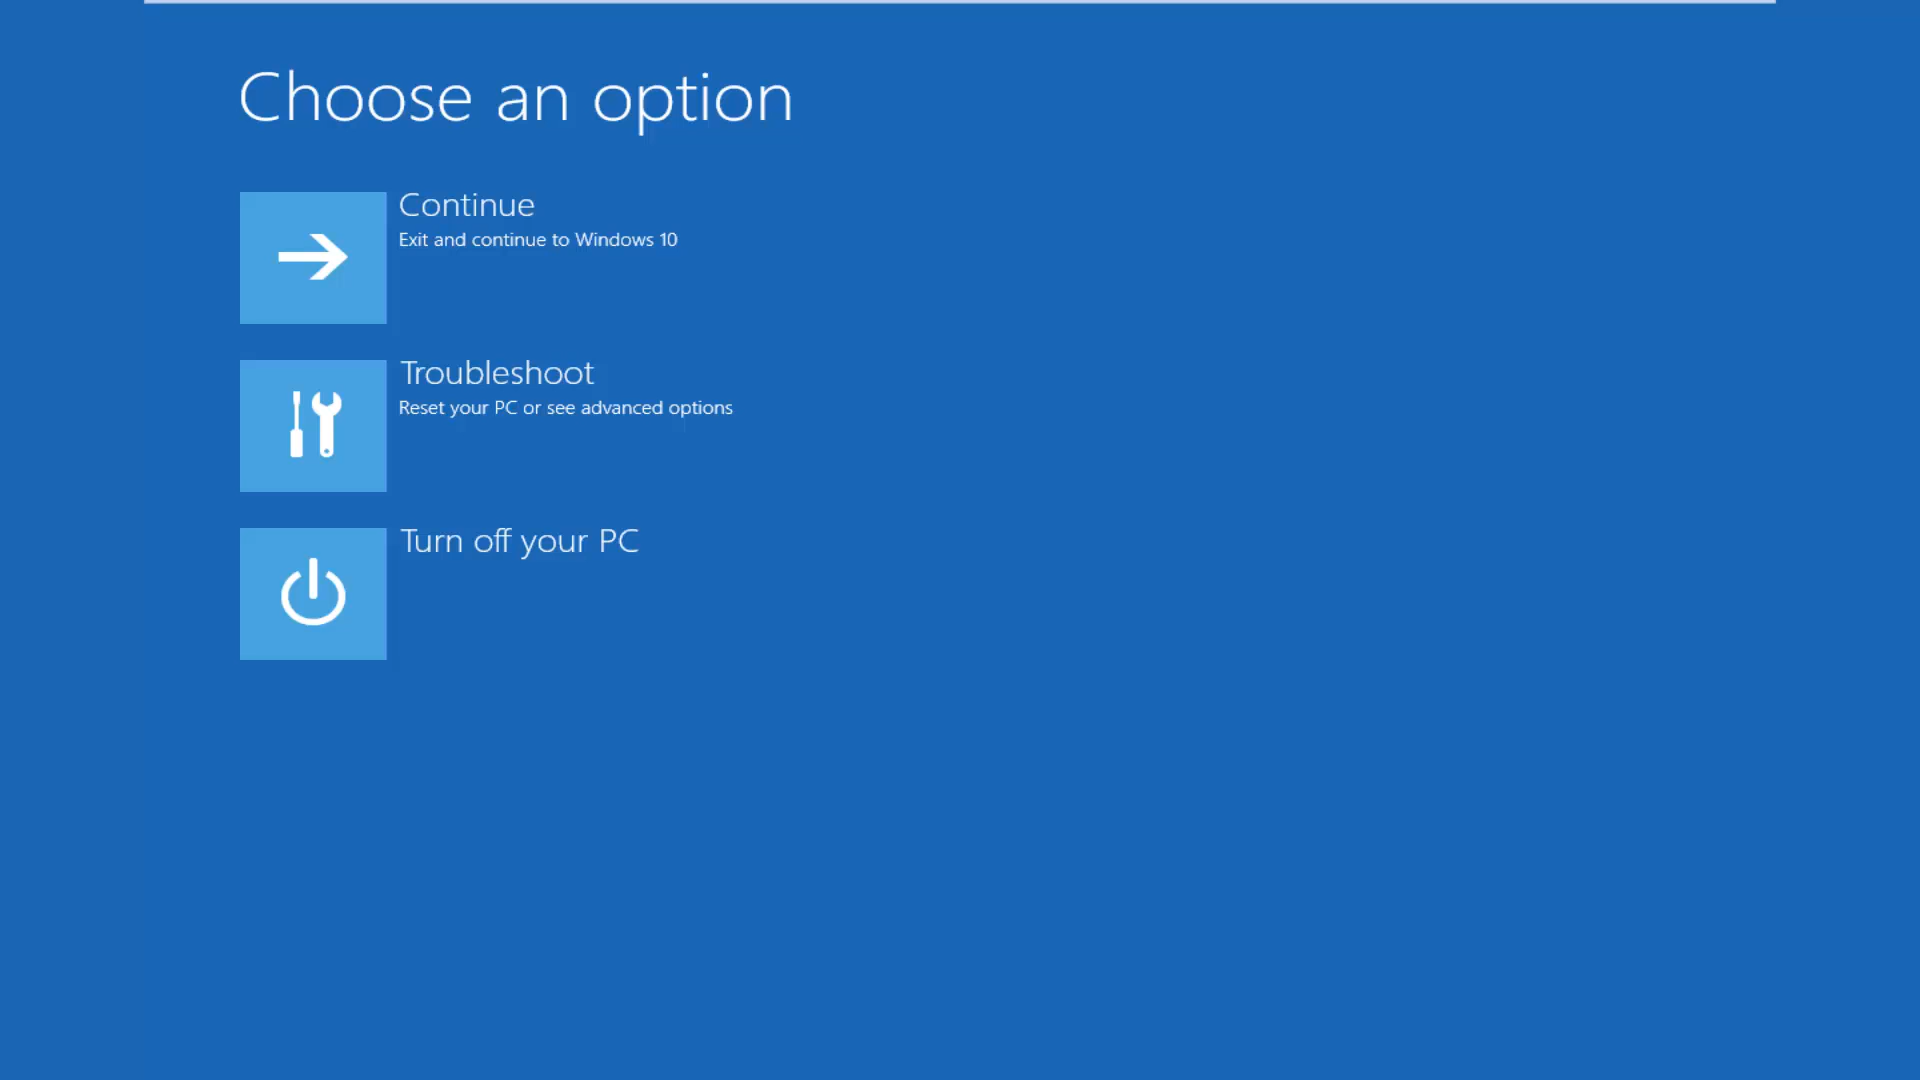 Choose an option
Continue
Exit and continue to Windows 10
Troubleshoot
Reset your PC or see advanced options
Turn off your PC